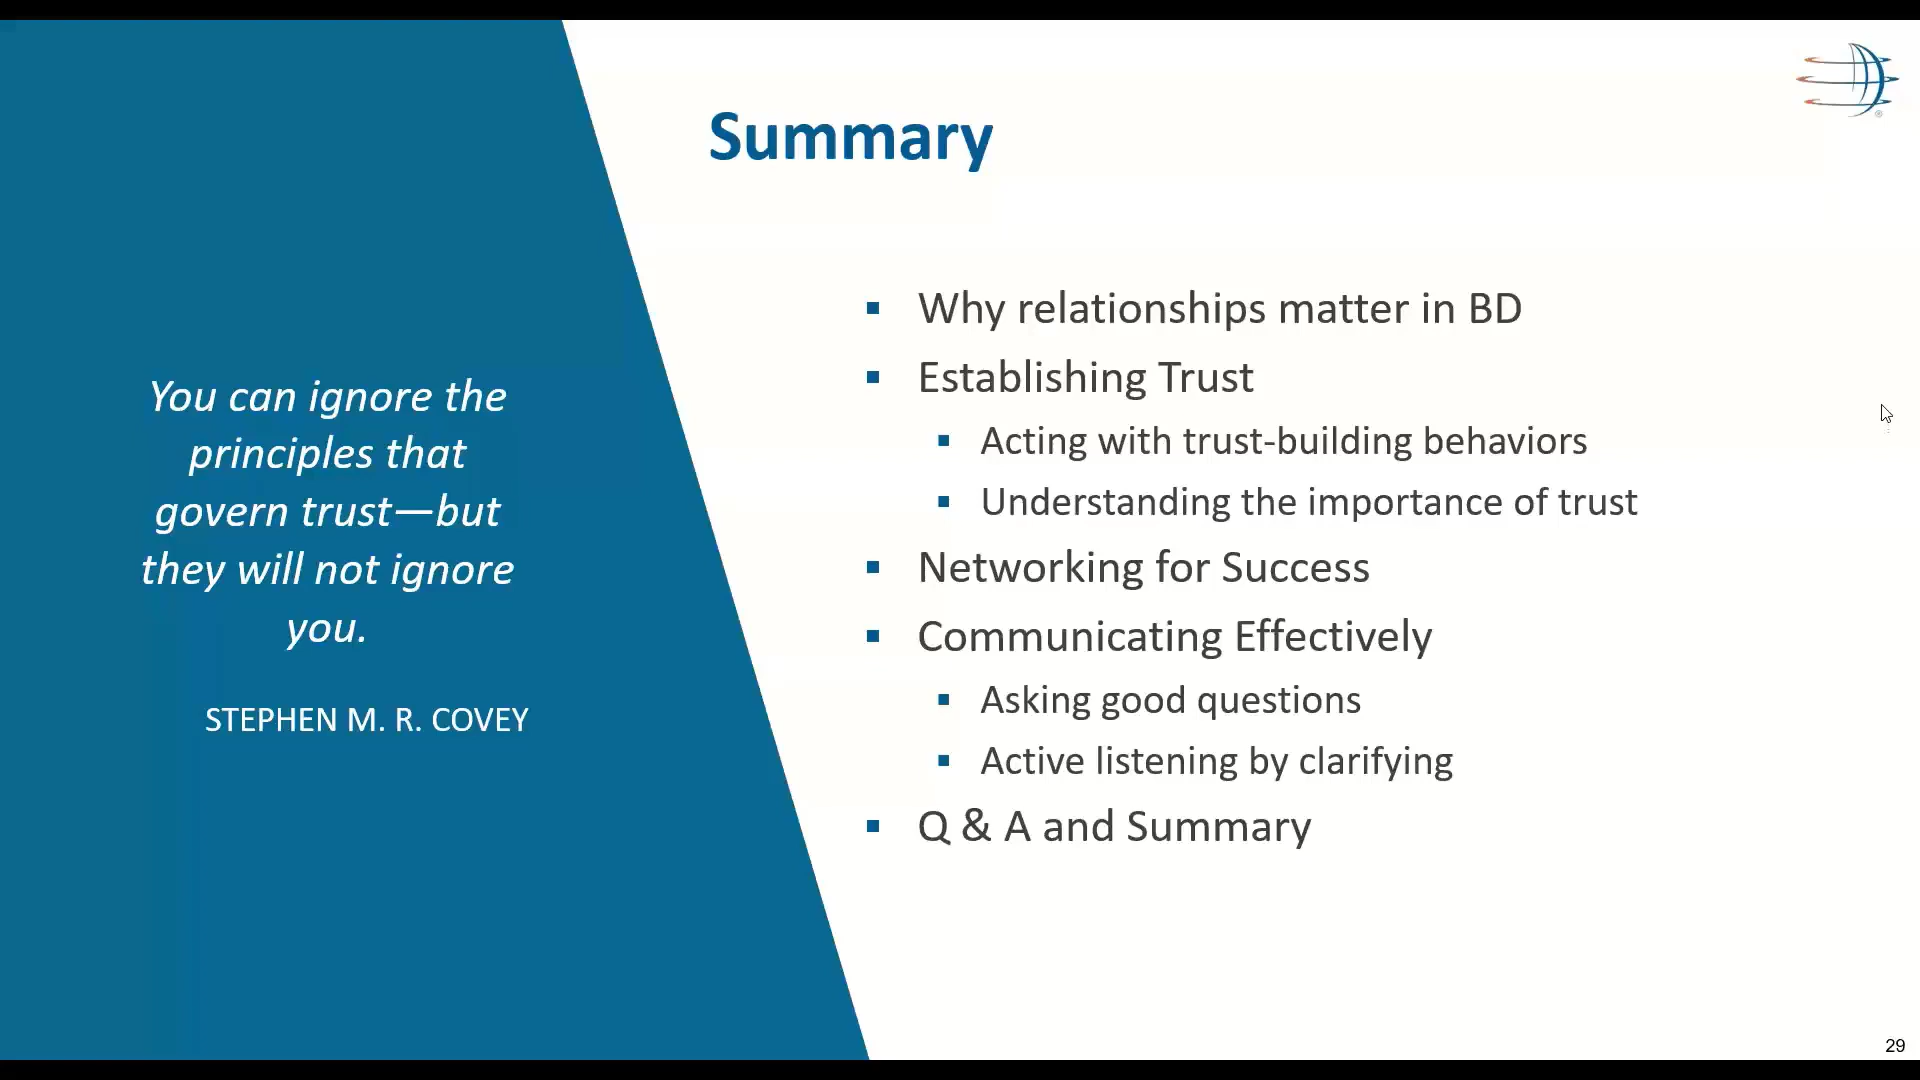 Summary
You can ignore the
principles that
govern trust—but
they will not ignore
you.
STEPHEN M. R. COVEY
Why relationships matter in BD
Establishing Trust
Acting with trust-building behaviors
Understanding the importance of trust
Networking for Success
Communicating Effectively
Asking good questions
Active listening by clarifying
Q & A and Summary
®
29